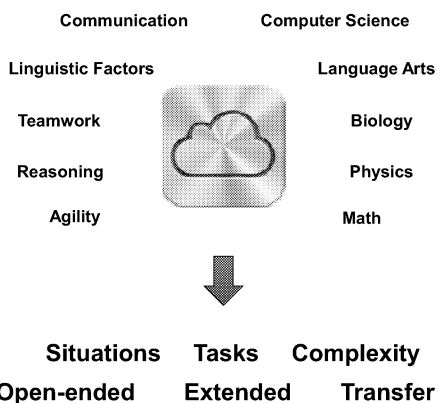 Communication Computer Science
Linguistic Factors Language Arts
Teamwork Biology
Reasoning Physics
Agility Math
Situations Tasks Complexity
Open-ended Extended Transfer